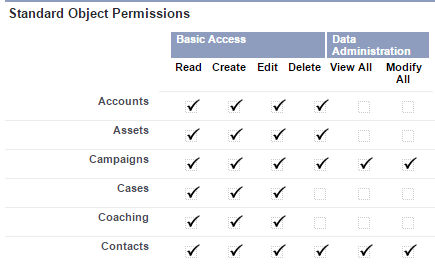 Standard Object Permissions
Basic Access Data Administration
Read Create Edit Delete View All Modify All
Accounts
Assets
Campaigns
Cases
Coaching
Contacts